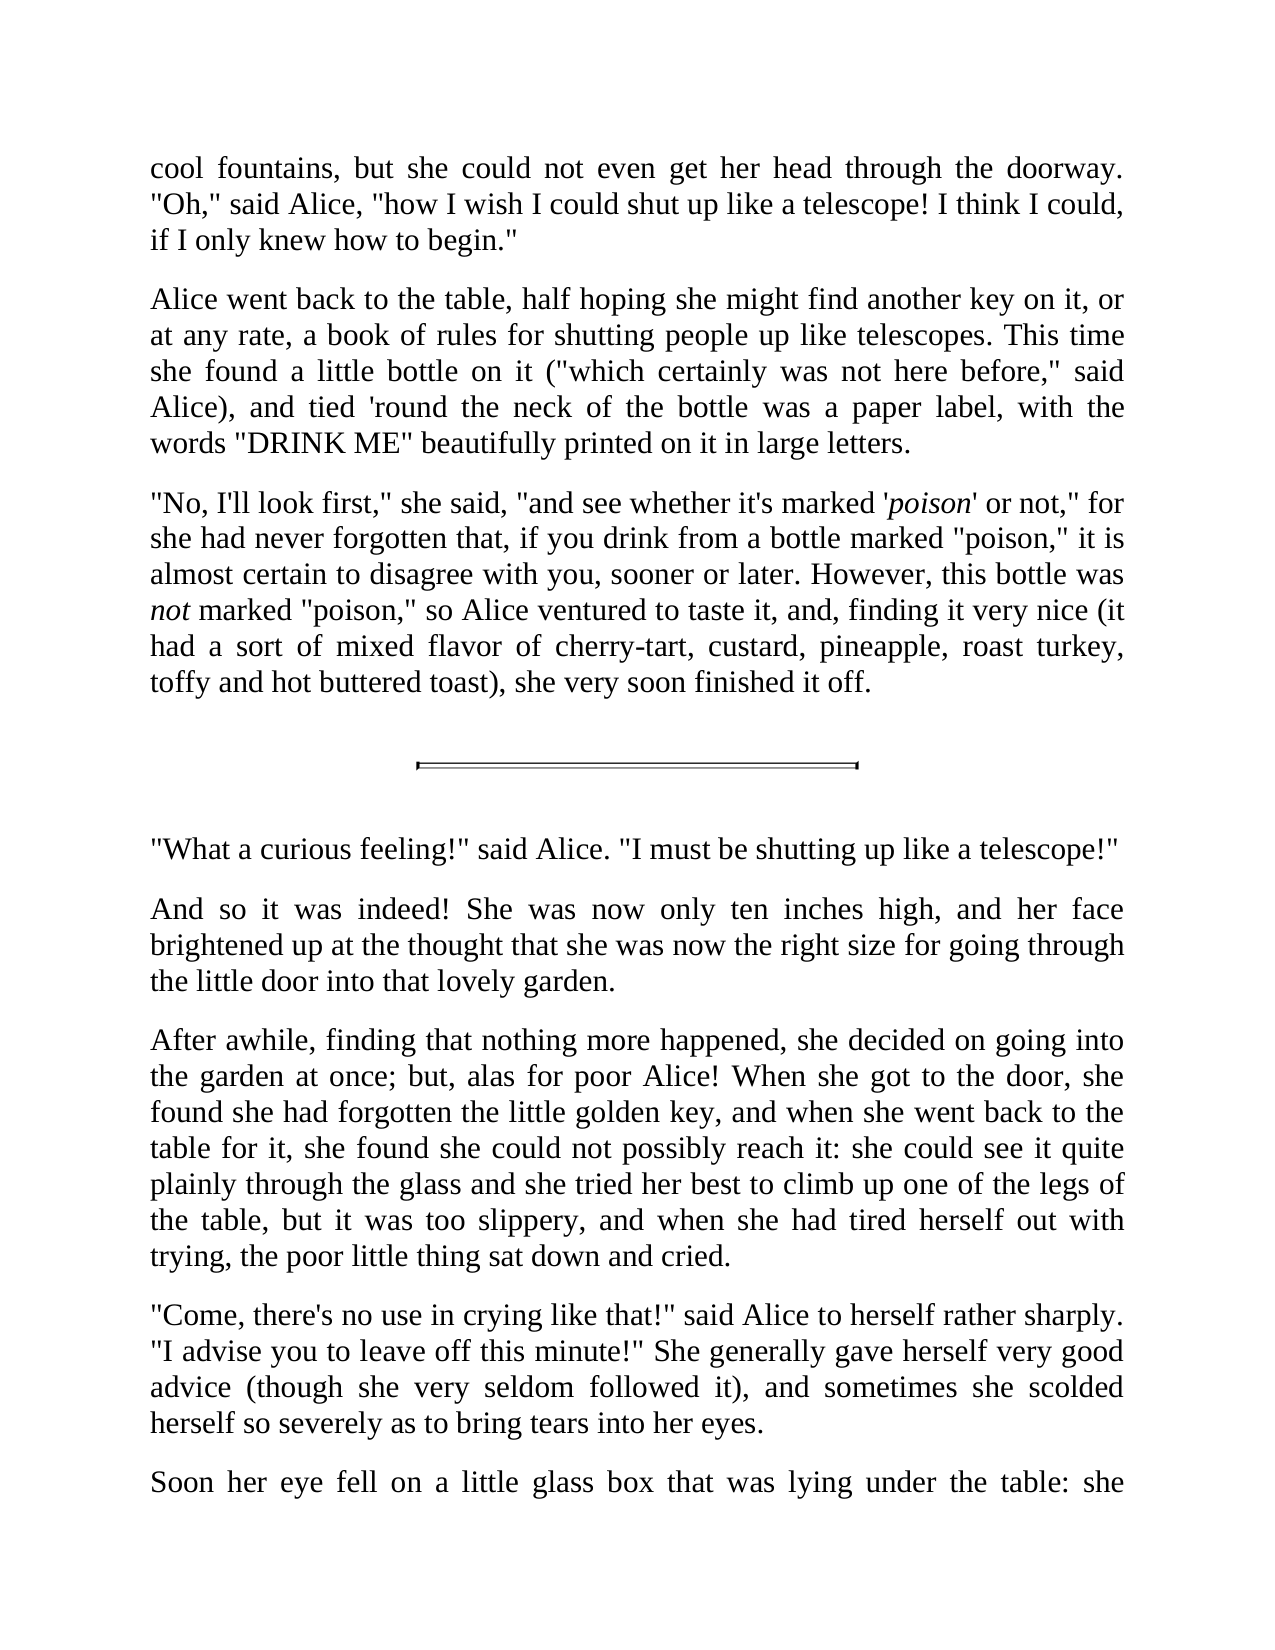 cool fountains, but she could not even get her head through the doorway.
"Oh," said Alice, "how I wish I could shut up like a telescope! I think I could,
if I only knew how to begin."
Alice went back to the table, half hoping she might find another key on it, or
at any rate, a book of rules for shutting people up like telescopes. This time
she found a little bottle on it ("which certainly was not here before," said
Alice), and tied 'round the neck of the bottle was a paper label, with the
words "DRINK ME" beautifully printed on it in large letters.
"No, I'll look first," she said, "and see whether it's marked 'poison' or not," for
she had never forgotten that, if you drink from a bottle marked "poison," it is
almost certain to disagree with you, sooner or later. However, this bottle was
not marked "poison," so Alice ventured to taste it, and, finding it very nice (it
had a sort of mixed flavor of cherry-tart, custard, pineapple, roast turkey,
toffy and hot buttered toast), she very soon finished it off.
"What a curious feeling!" said Alice. "I must be shutting up like a telescope!"
And so it was indeed! She was now only ten inches high, and her face
brightened up at the thought that she was now the right size for going through
the little door into that lovely garden.
After awhile, finding that nothing more happened, she decided on going into
the garden at once; but, alas for poor Alice! When she got to the door, she
found she had forgotten the little golden key, and when she went back to the
table for it, she found she could not possibly reach it: she could see it quite
plainly through the glass and she tried her best to climb up one of the legs of
the table, but it was too slippery, and when she had tired herself out with
trying, the poor little thing sat down and cried.
"Come, there's no use in crying like that!" said Alice to herself rather sharply.
"I advise you to leave off this minute!" She generally gave herself very good
advice (though she very seldom followed it), and sometimes she scolded
herself so severely as to bring tears into her eyes.
Soon her eye fell on a little glass box that was lying under the table: she